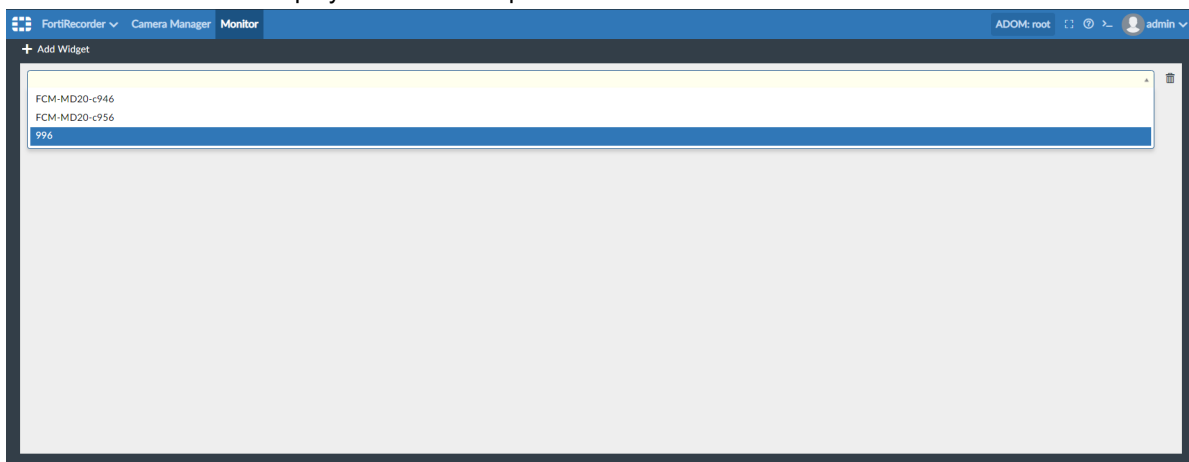 FortiRecorder Camera Manager Monitor ADOM: root admin
+ Add Widget
FCM-MD20-c946
FCM-MD20-c956
996